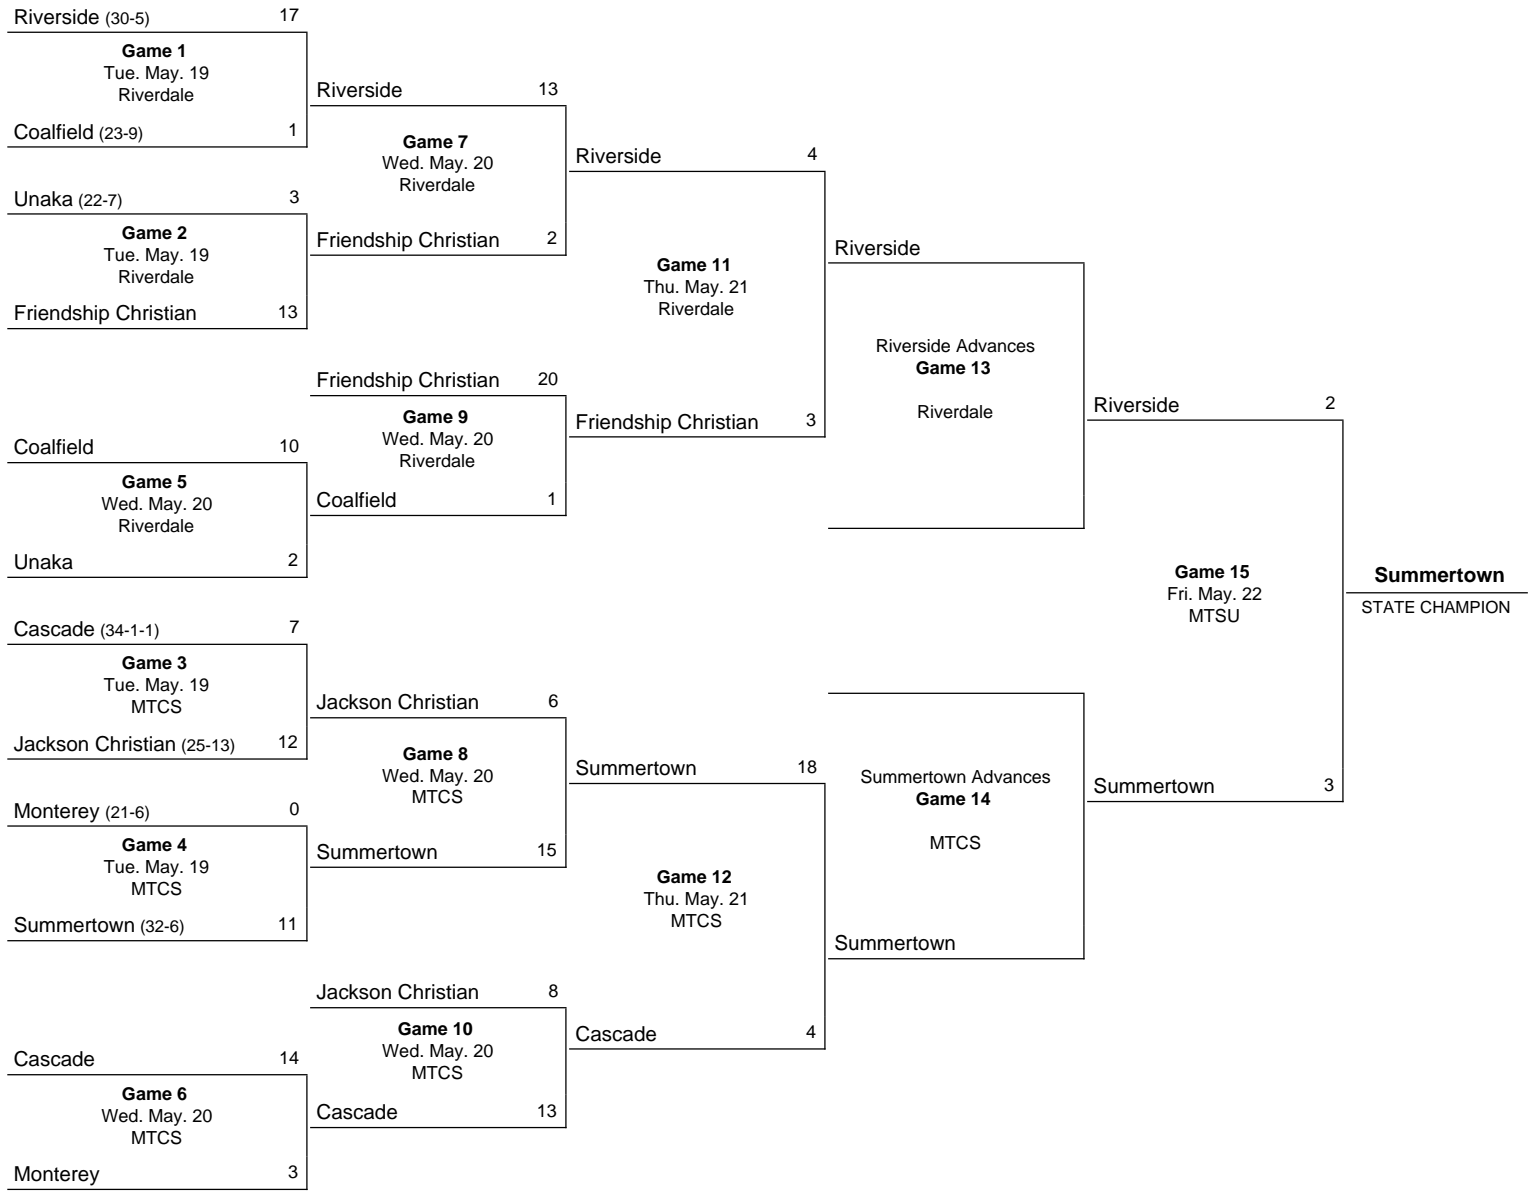 Riverside (30-5) 17
Game 1
Tue. May. 19
Riverdale
Coalfield (23-9) 1
Unaka (22-7) 3
Game 2
Tue. May. 19
Riverdale
Friendship Christian 13
Coalfield 10
Game 5
Wed. May. 20
Riverdale
Unaka 2
Cascade (34-1-1) 7
Game 3
Tue. May. 19
MTCS
Jackson Christian (25-13) 12
Monterey (21-6) 0
Game 4
Tue. May. 19
MTCS
Summertown (32-6) 11
Cascade 14
Game 6
Wed. May. 20
MTCS
Monterey 3
Riverside 13
Game 7
Wed. May. 20
Riverdale
Friendship Christian 2
Friendship Christian 20
Game 9
Wed. May. 20
Riverdale
Coalfield 1
Jackson Christian 6
Game 8
Wed. May. 20
MTCS
Summertown 15
Jackson Christian 8
Game 10
Wed. May. 20
MTCS
Cascade 13
Riverside 4
Game 11
Thu. May. 21
Riverdale
Friendship Christian 3
Summertown 18
Game 12
Thu. May. 21
MTCS
Cascade 4
Riverside
Riverside Advances
Game 13
Riverdale
Summertown Advances
Game 14
MTCS
Summertown
Riverside 2
Game 15
Fri. May. 22
MTSU
Summertown 3
Summertown
STATE CHAMPION